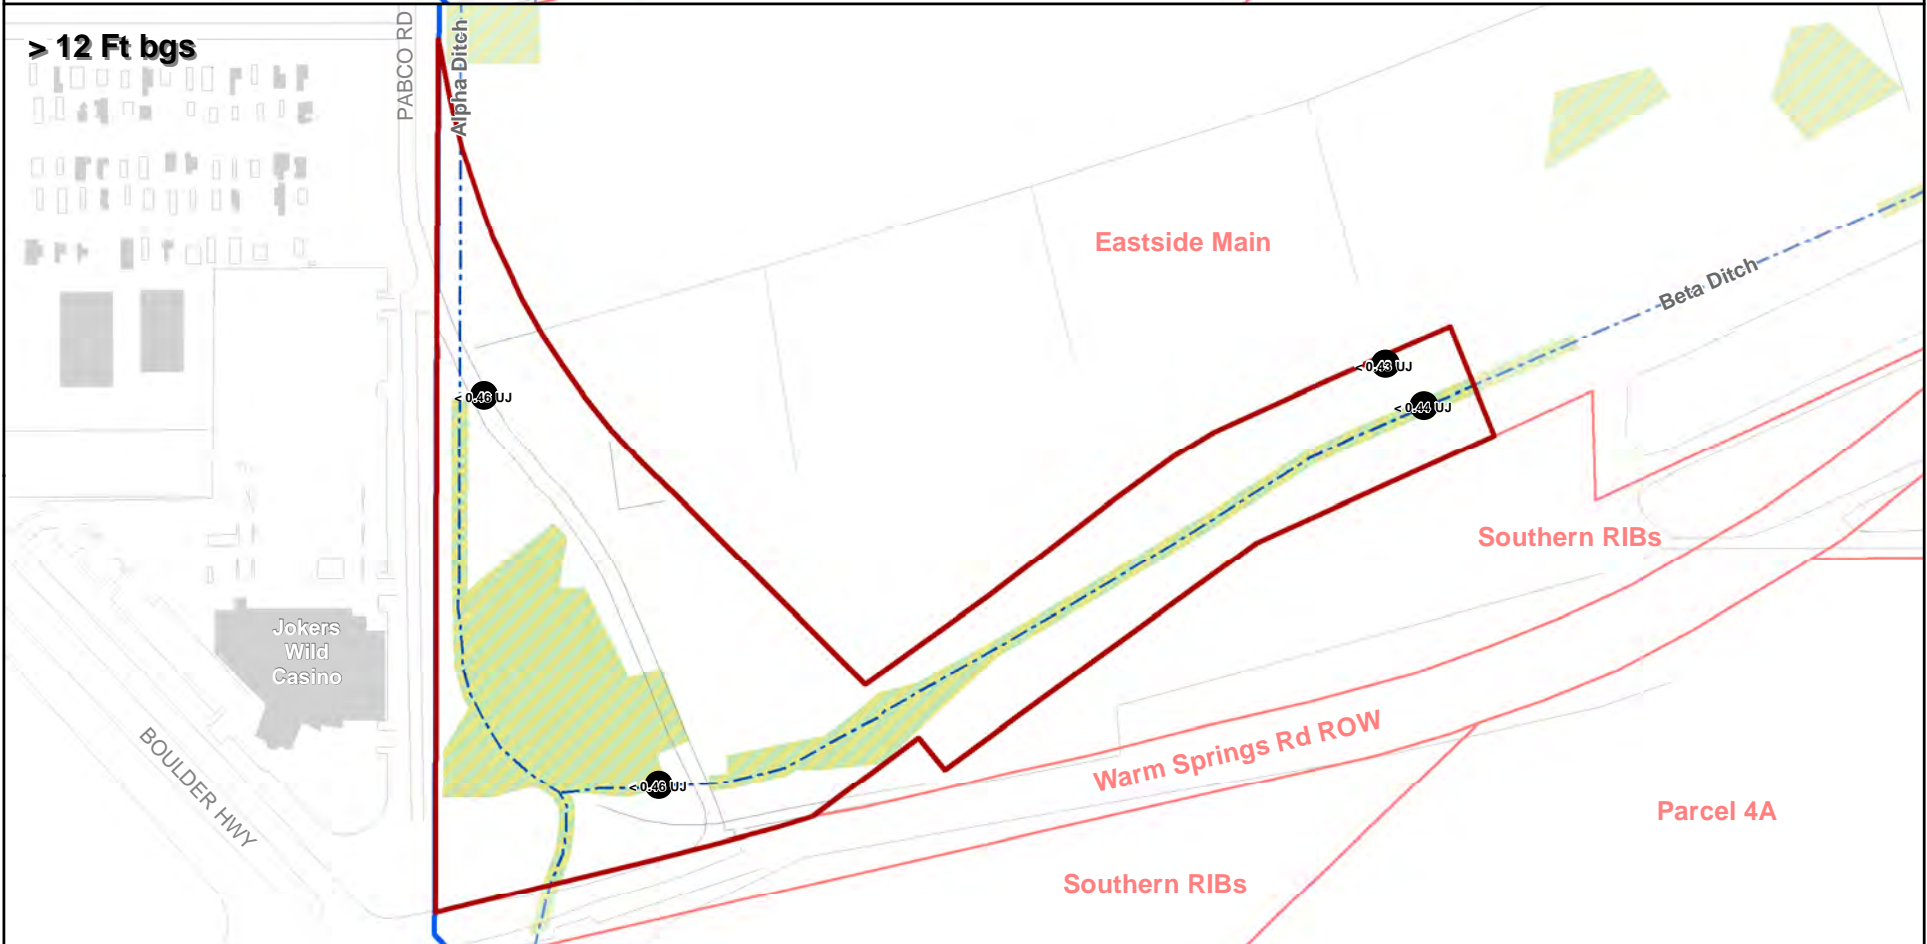 > 12 Ft bgs
PABCO RD
Alpha Ditch
Eastside Main
Beta Ditch
< 0.43 UJ
< 0.46 UJ
< 0.44 UJ
Southern RIBs
Jokers
Wild
Casino
Warm Springs Rd ROW
BOULDER HWY
< 0.46 UJ
Parcel 4A
Southern RIBs